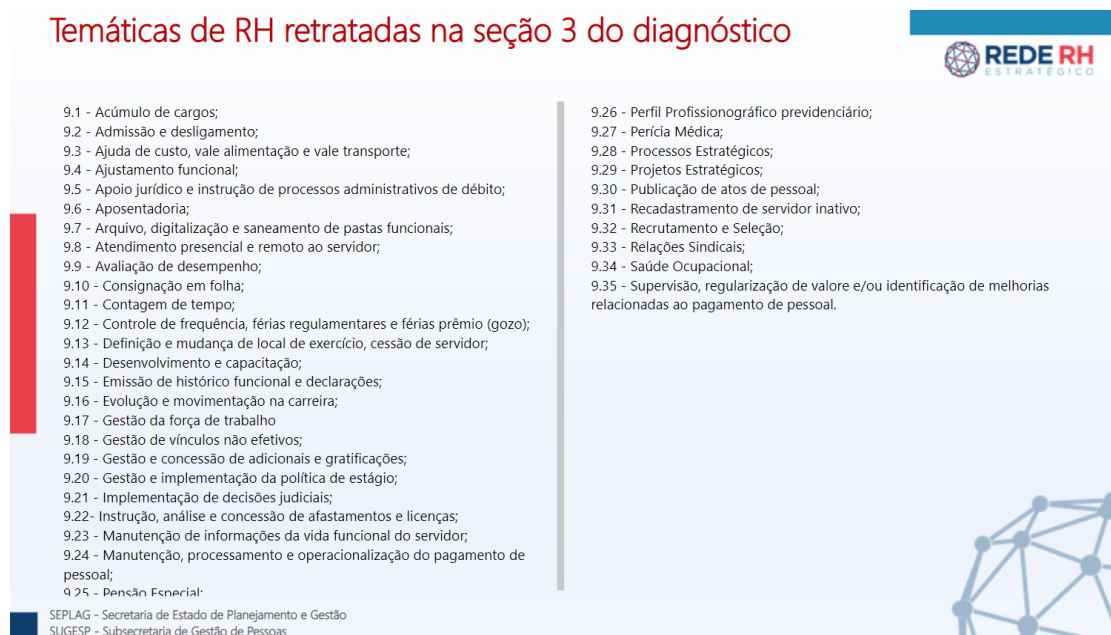 Temáticas de RH retratadas na seção 3 do diagnóstico
REDE RH
ESTRATÉGICO
9.1 - Acúmulo de cargos;
9.2 - Admissão e desligamento;
9.3 - Ajuda de custo, vale alimentação e vale transporte;
9.4 - Ajustamento funcional;
9.5 - Apoio jurídico e instrução de processos administrativos de débito;
9.6 - Aposentadoria;
9.7 - Arquivo, digitalização e saneamento de pastas funcionais;
9.8 - Atendimento presencial e remoto ao servidor;
9.9 - Avaliação de desempenho;
9.10 - Consignação em folha;
9.11 - Contagem de tempo;
9.12 - Controle de frequência, férias regulamentares e férias prêmio (gozo);
9.13 - Definição e mudança de local de exercício, cessão de servidor;
9.14 - Desenvolvimento e capacitação;
9.15 - Emissão de histórico funcional e declarações;
9.16 - Evolução e movimentação na carreira;
9.17 - Gestão da força de trabalho
9.18 - Gestão de vínculos não efetivos;
9.19 - Gestão e concessão de adicionais e gratificações;
9.20 - Gestão e implementação da política de estágio;
9.21 - Implementação de decisões judiciais;
9.22- Instrução, análise e concessão de afastamentos e licenças;
9.23 - Manutenção de informações da vida funcional do servidor;
9.24 - Manutenção, processamento e operacionalização do pagamento de
pessoal;
9.25 - Pensão Especial;
9.26 - Perfil Profissionográfico previdenciário;
9.27 - Perícia Médica;
9.28 - Processos Estratégicos;
9.29 - Projetos Estratégicos;
9.30 - Publicação de atos de pessoal;
9.31 - Recadastramento de servidor inativo;
9.32 - Recrutamento e Seleção;
9.33 - Relações Sindicais;
9.34 - Saúde Ocupacional;
9.35 - Supervisão, regularização de valore e/ou identificação de melhorias
relacionadas ao pagamento de pessoal.
SEPLAG - Secretaria de Estado de Planejamento e Gestão
SUGESP - Subsecretaria de Gestão de Pessoas